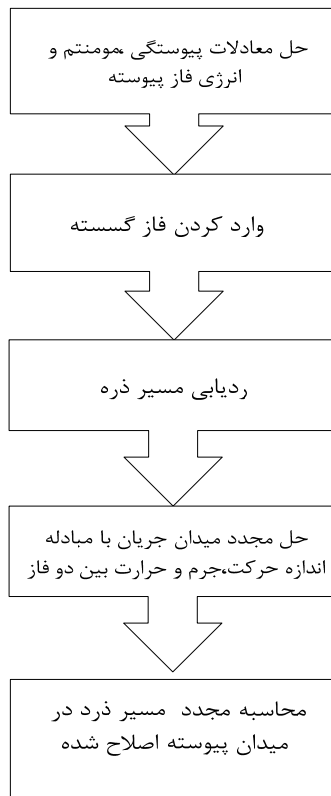 حل معادلات پیوستگی ،مومنتم و
انرژی فاز پیوسته
وارد کردن فاز گسسته
ردیابی مسیر ذره
حل مجدد میدان جریان با مبادله
اندازه حرکت،جرم و حرارت بین دو فاز
محاسبه مجدد مسیر ذرد در
میدان پیوسته اصلاح شده